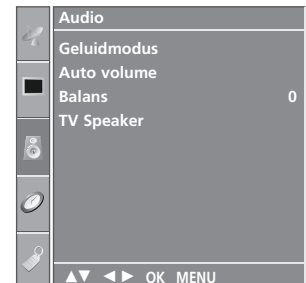 Audio
Geluidmodus
Auto volume
Balans 0
TV Speaker
▲▼ ◄► OK MENU